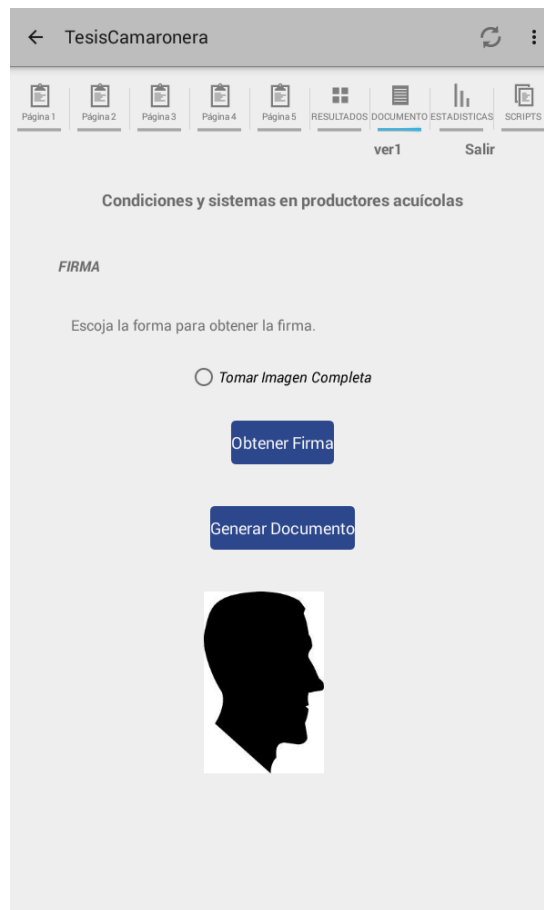 TesisCamaronera
Página 1 Página 2 Página 3 Página 4 Página 5 RESULTADOS DOCUMENTO ESTADISTICAS SCRIPTS
ver1 Salir
Condiciones y sistemas en productores acuícolas
FIRMA
Escoja la forma para obtener la firma.
Tomar Imagen Completa
Obtener Firma
Generar Documento